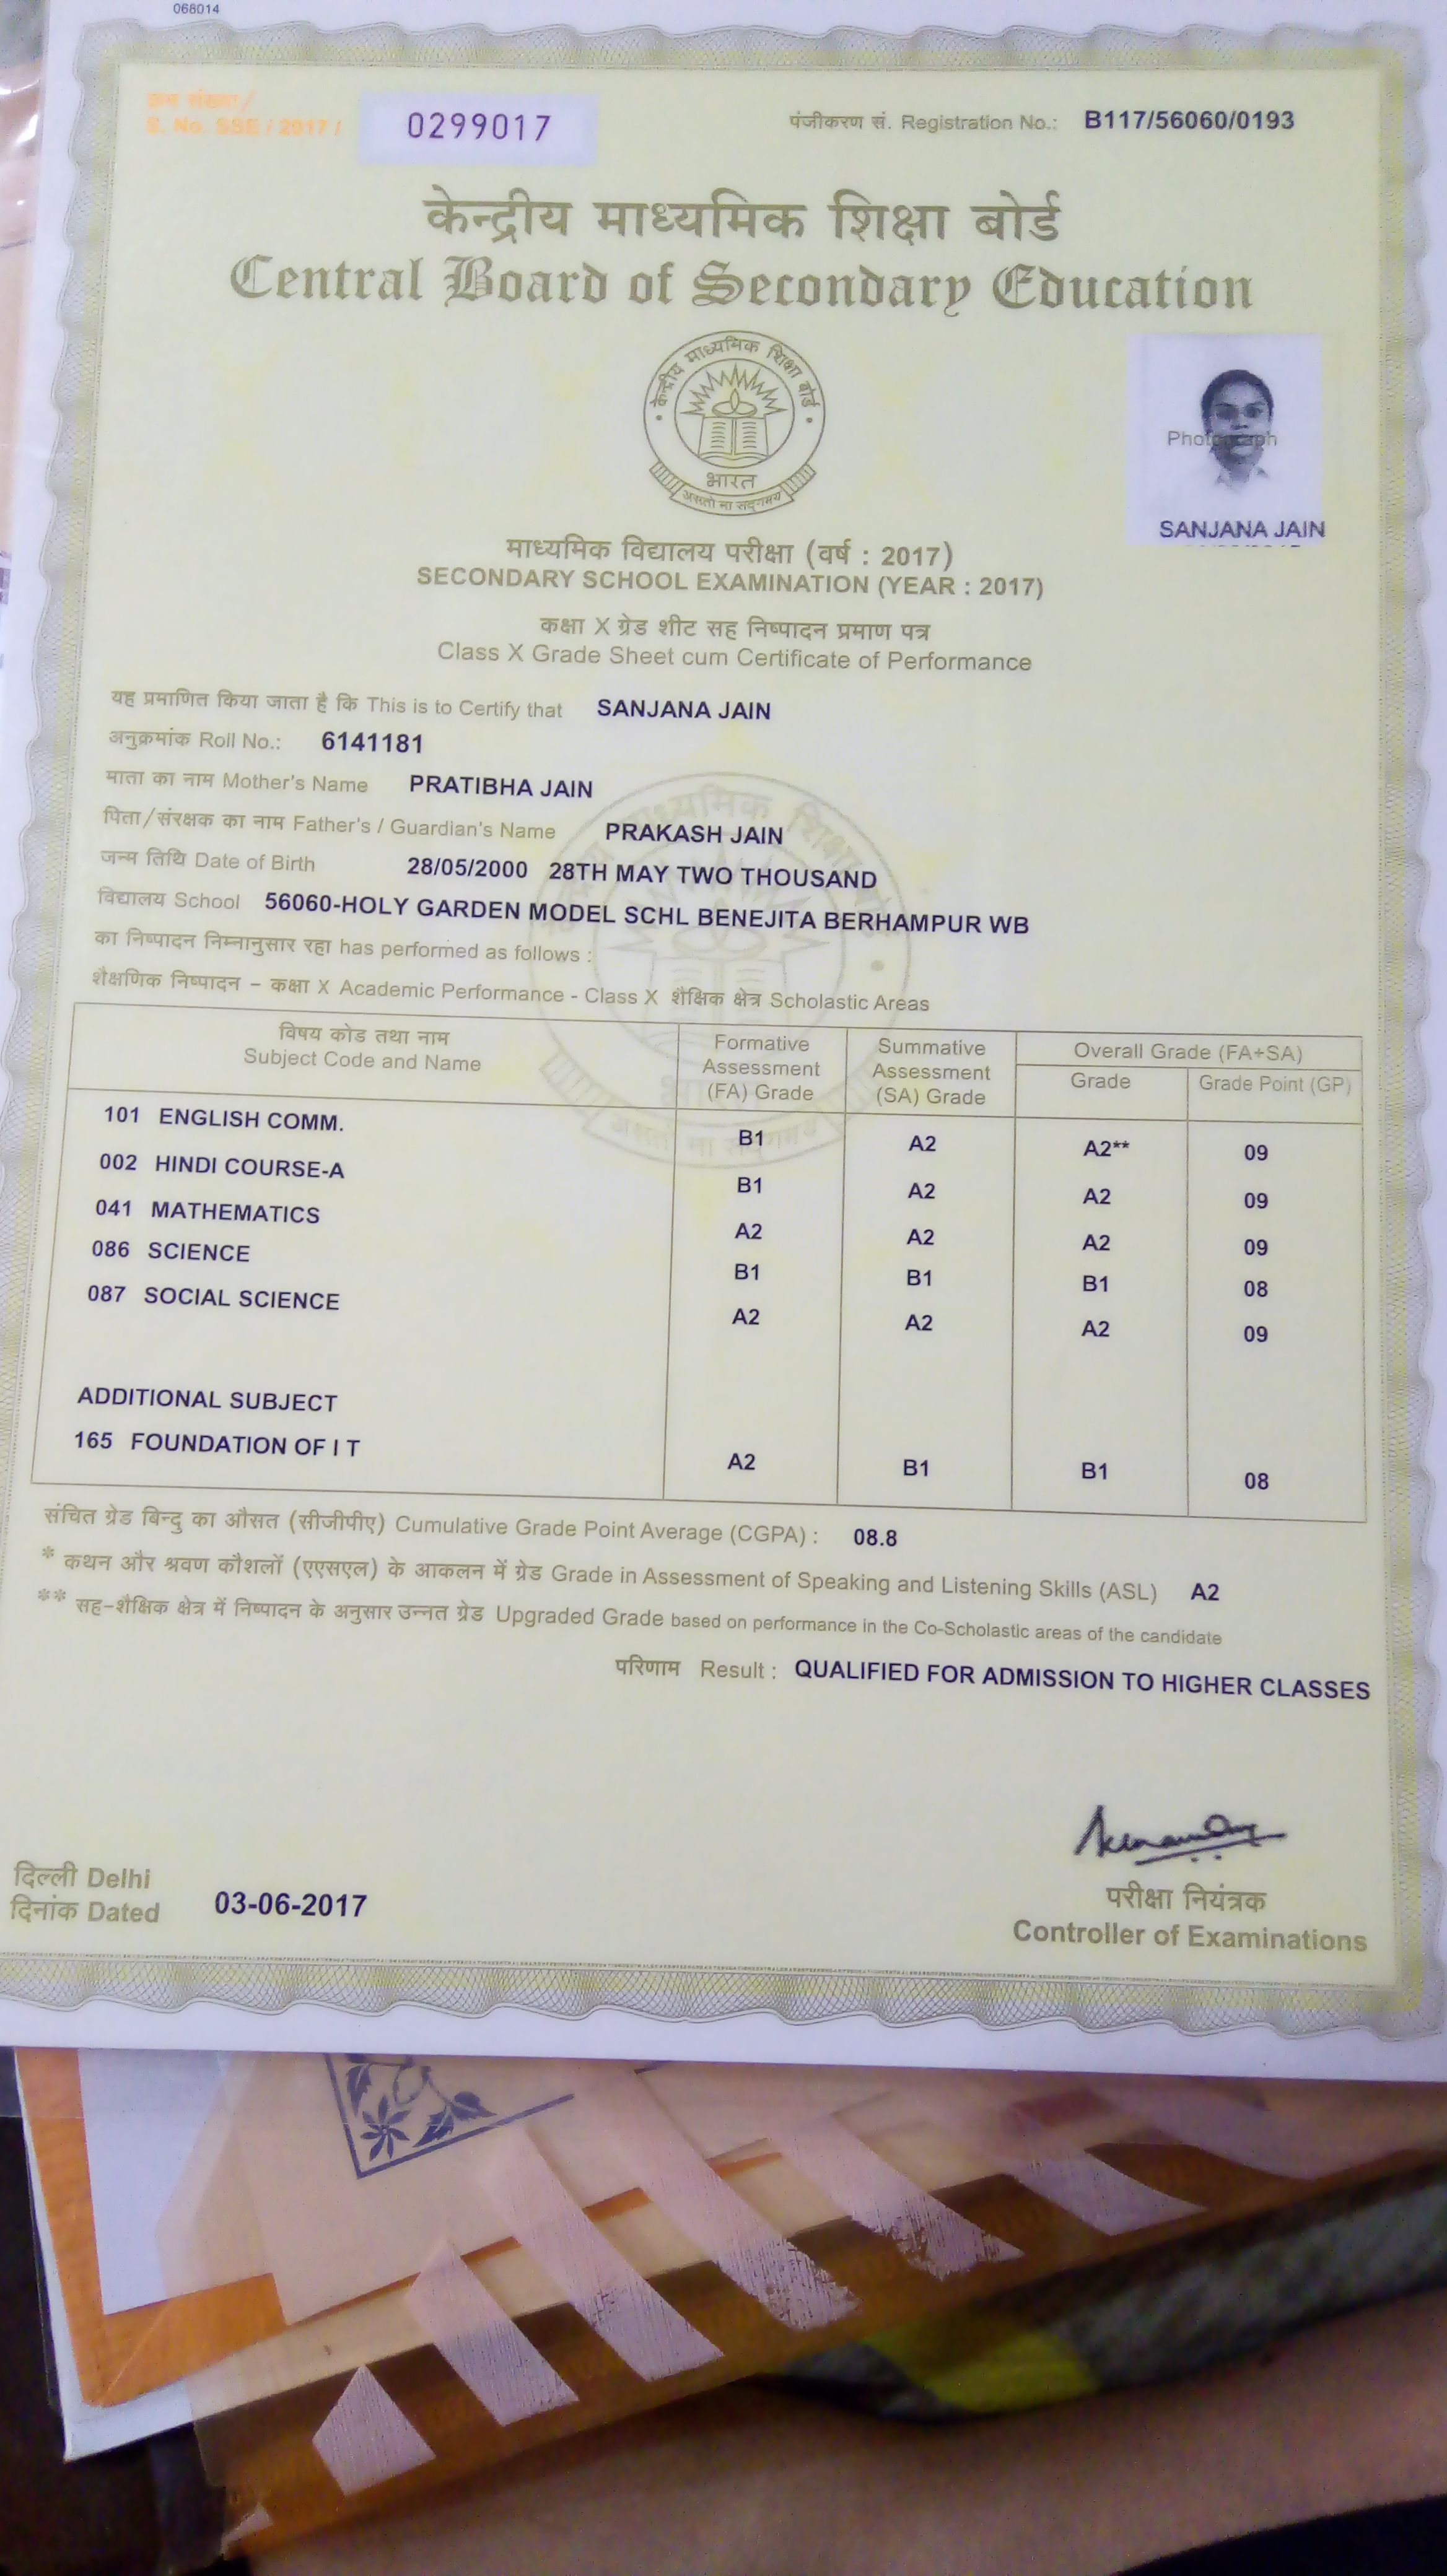 068014
क्रम संख्या /
S. No. SSE / 2017 /
0299017
पंजीकरण सं. Registration No.: B117/56060/0193
केन्द्रीय माध्यमिक शिक्षा बोर्ड
Central Board of Secondary Education
केन्द्रीय माध्यमिक शिक्षा बोर्ड
भारत
असतो मा सद्गमय
Photograph
SANJANA JAIN
माध्यमिक विद्यालय परीक्षा (वर्ष : 2017)
SECONDARY SCHOOL EXAMINATION (YEAR : 2017)
कक्षा X ग्रेड शीट सह निष्पादन प्रमाण पत्र
Class X Grade Sheet cum Certificate of Performance
यह प्रमाणित किया जाता है कि This is to Certify that SANJANA JAIN
अनुक्रमांक Roll No.: 6141181
माता का नाम Mother's Name PRATIBHA JAIN
पिता/संरक्षक का नाम Father's / Guardian's Name PRAKASH JAIN
जन्म तिथि Date of Birth 28/05/2000 28TH MAY TWO THOUSAND
विद्यालय School 56060-HOLY GARDEN MODEL SCHL BENEJITA BERHAMPUR WB
का निष्पादन निम्नानुसार रहा has performed as follows :
शैक्षणिक निष्पादन – कक्षा X Academic Performance - Class X शैक्षिक क्षेत्र Scholastic Areas
विषय कोड तथा नाम
Subject Code and Name
Formative
Assessment
(FA) Grade
Summative
Assessment
(SA) Grade
Overall Grade (FA+SA)
Grade Grade Point (GP)
101 ENGLISH COMM. B1 A2 A2** 09
002 HINDI COURSE-A B1 A2 A2 09
041 MATHEMATICS A2 A2 A2 09
086 SCIENCE B1 B1 B1 08
087 SOCIAL SCIENCE A2 A2 A2 09
ADDITIONAL SUBJECT
165 FOUNDATION OF I T A2 B1 B1 08
संचित ग्रेड बिन्दु का औसत (सीजीपीए) Cumulative Grade Point Average (CGPA) : 08.8
* कथन और श्रवण कौशलों (एएसएल) के आकलन में ग्रेड Grade in Assessment of Speaking and Listening Skills (ASL) A2
** सह-शैक्षिक क्षेत्र में निष्पादन के अनुसार उन्नत ग्रेड Upgraded Grade based on performance in the Co-Scholastic areas of the candidate
परिणाम Result : QUALIFIED FOR ADMISSION TO HIGHER CLASSES
दिल्ली Delhi
दिनांक Dated 03-06-2017
परीक्षा नियंत्रक
Controller of Examinations